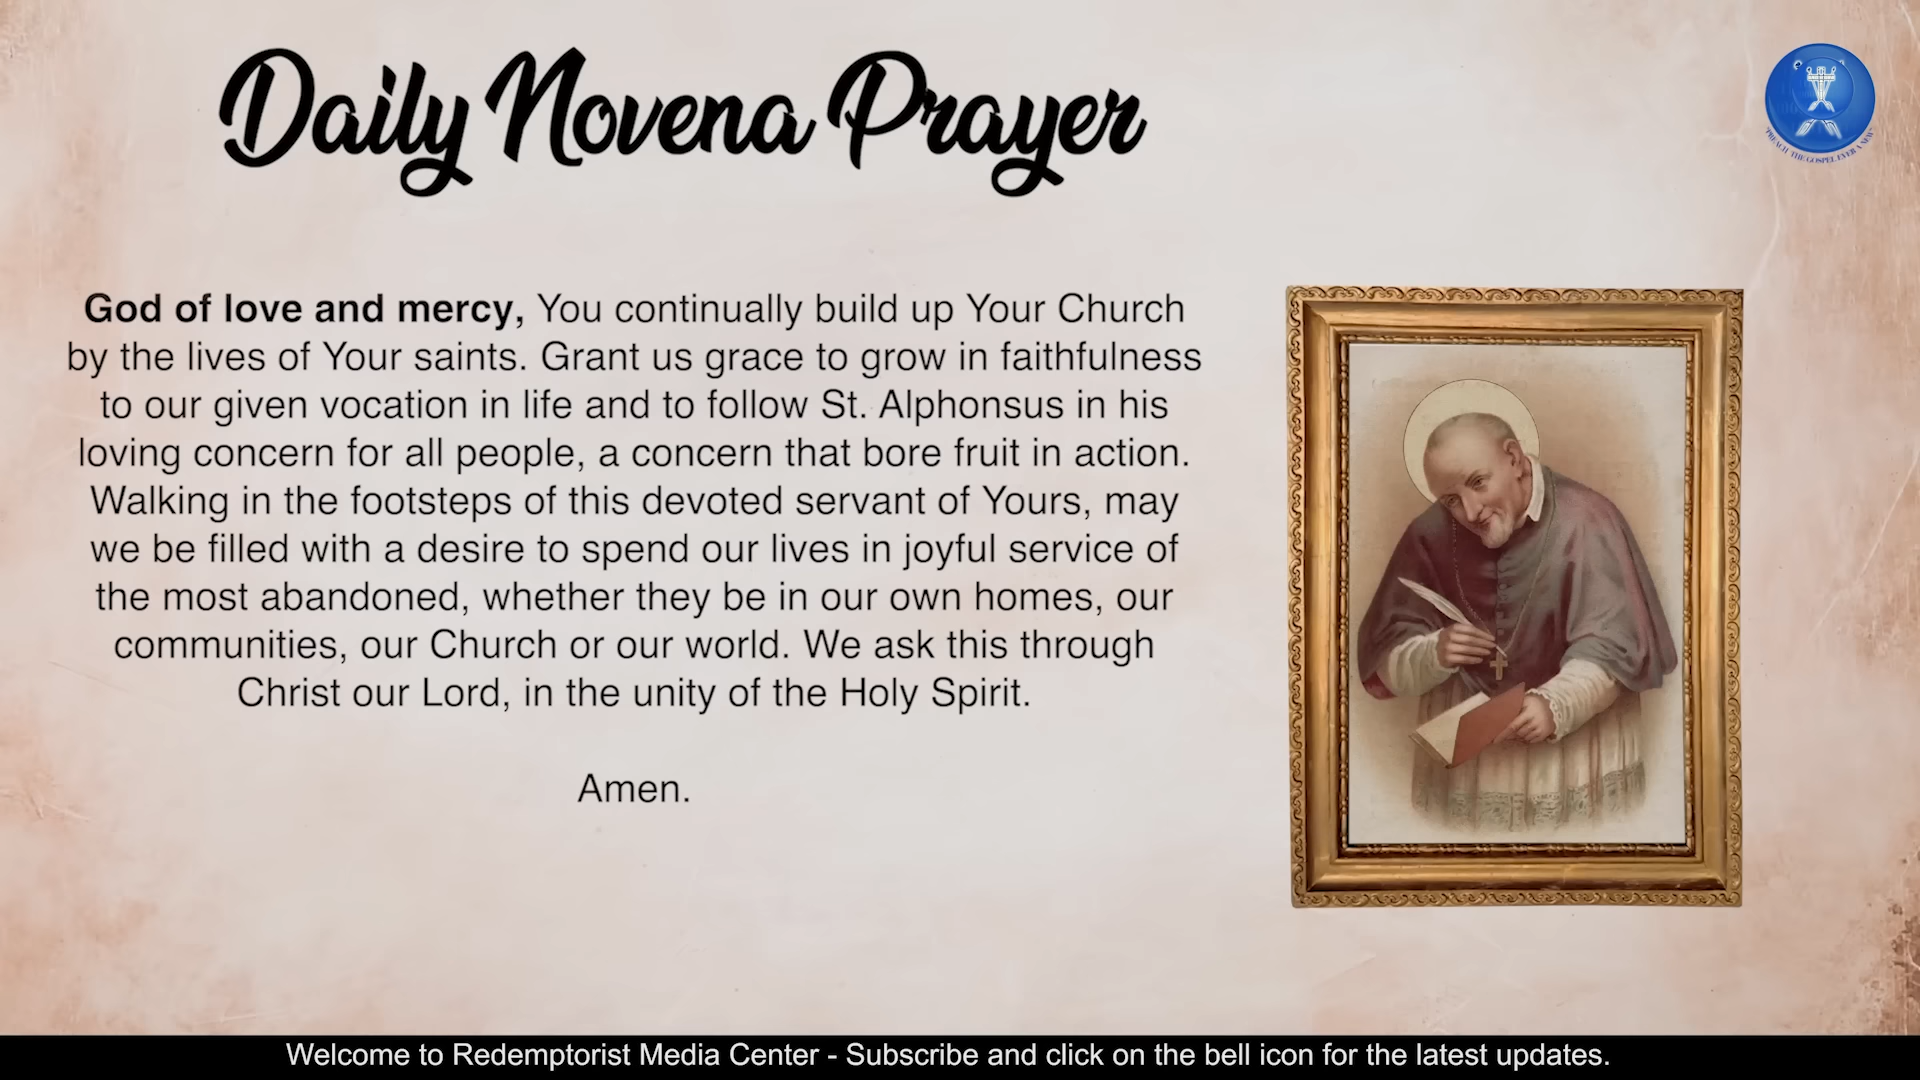 Daily Novena Prayer
PREACH THE GOSPEL EVER A NEW
God of love and mercy, You continually build up Your Church
by the lives of Your saints. Grant us grace to grow in faithfulness
to our given vocation in life and to follow St. Alphonsus in his
loving concern for all people, a concern that bore fruit in action.
Walking in the footsteps of this devoted servant of Yours, may
we be filled with a desire to spend our lives in joyful service of
the most abandoned, whether they be in our own homes, our
communities, our Church or our world. We ask this through
Christ our Lord, in the unity of the Holy Spirit.
Amen.
Welcome to Redemptorist Media Center - Subscribe and click on the bell icon for the latest updates.